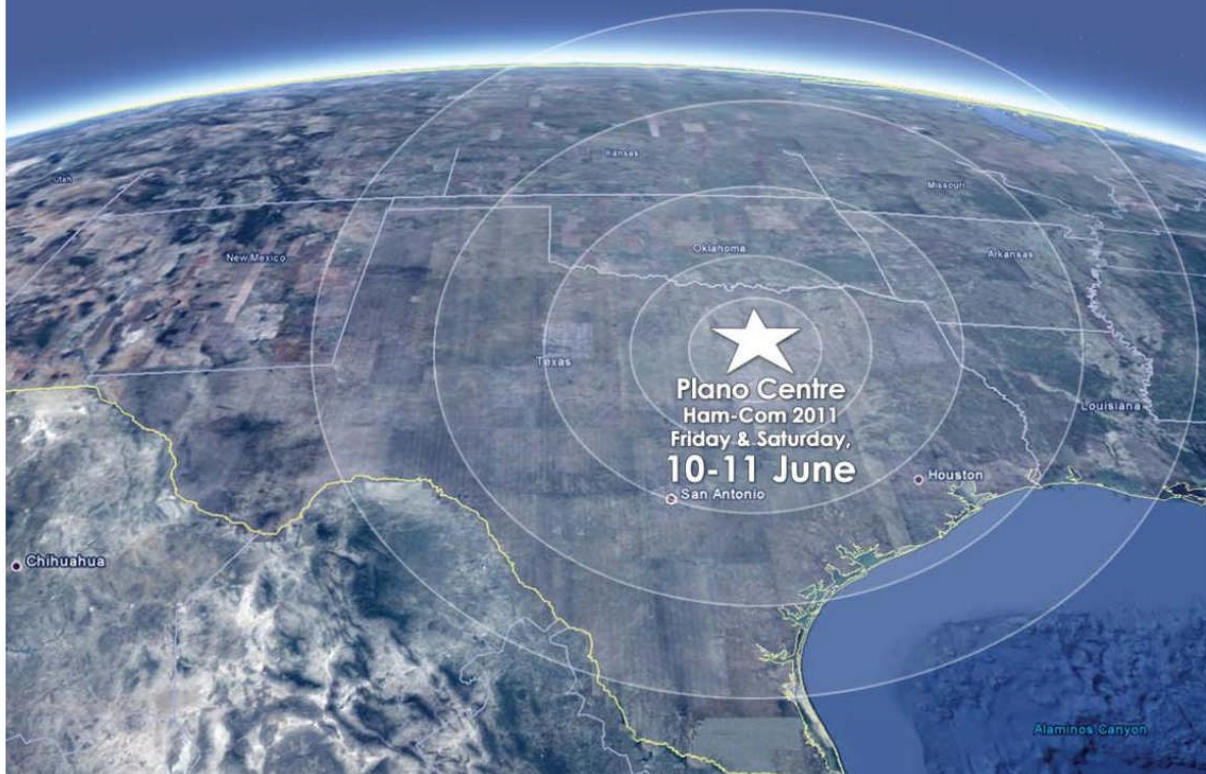 Kansas
Utah
Missouri
New Mexico
Oklahoma
Arkansas
Texas
Plano Centre
Ham-Com 2011
Friday & Saturday,
10-11 June
Louisiana
Houston
San Antonio
Chihuahua
Alaminos Canyon